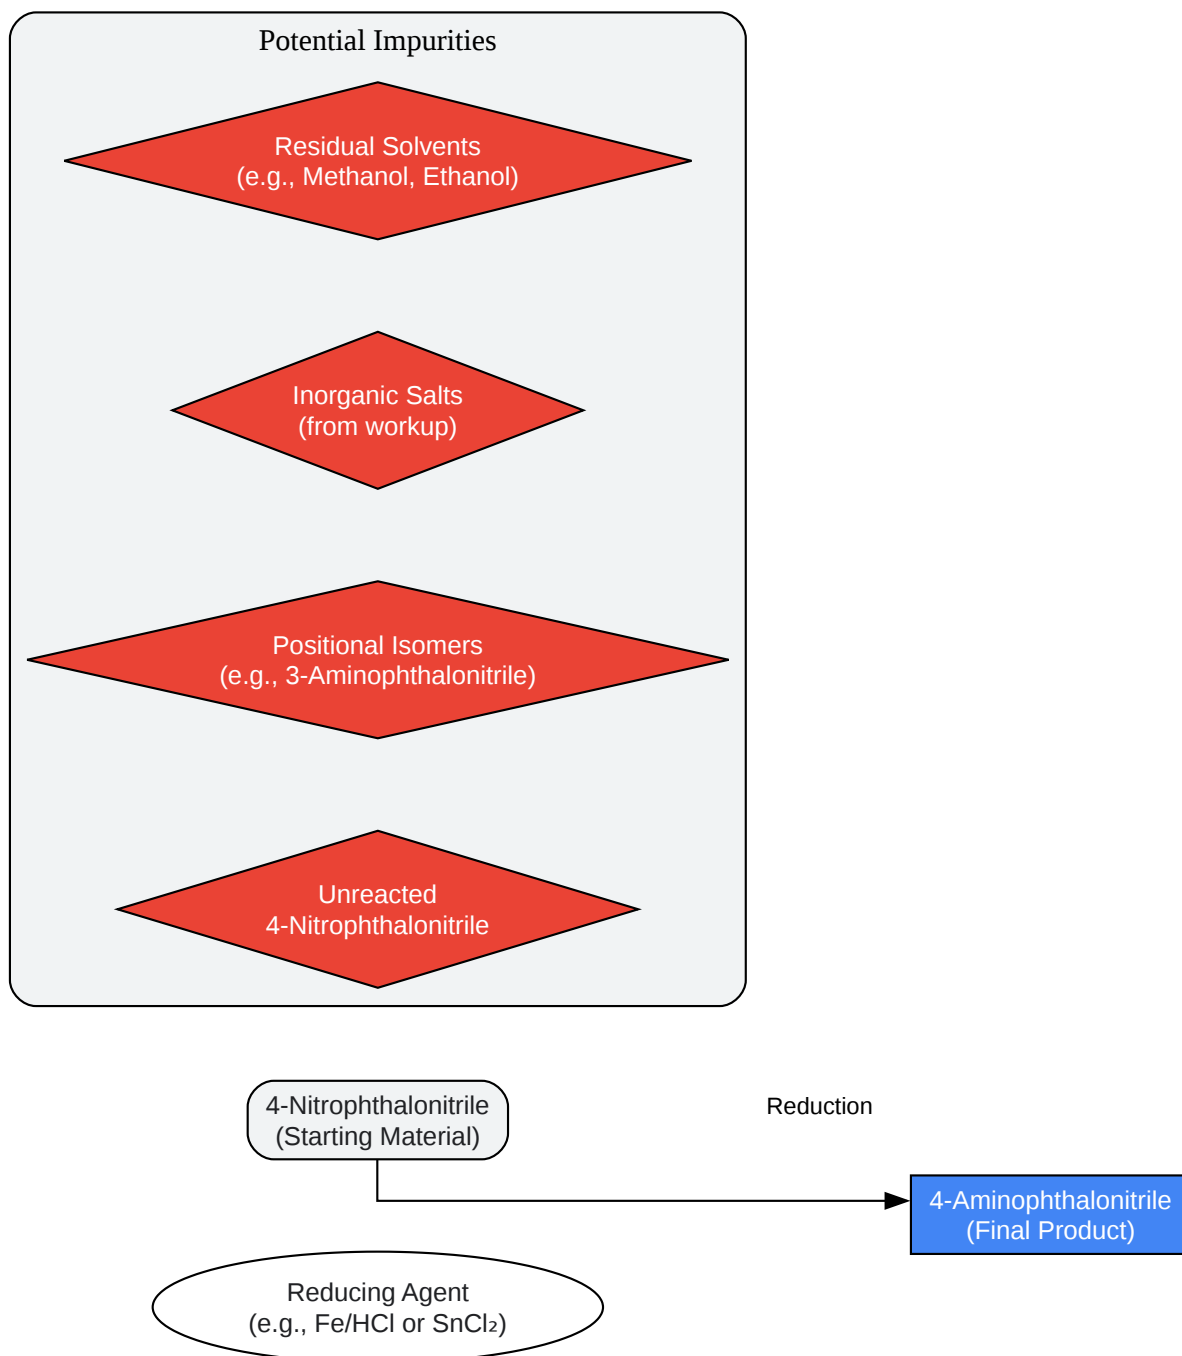 Potential Impurities
Residual Solvents
(e.g., Methanol, Ethanol)
Inorganic Salts
(from workup)
Positional Isomers
(e.g., 3-Aminophthalonitrile)
Unreacted
4-Nitrophthalonitrile
4-Nitrophthalonitrile
(Starting Material)
Reduction
4-Aminophthalonitrile
(Final Product)
Reducing Agent
(e.g., Fe/HCl or SnCl₂)